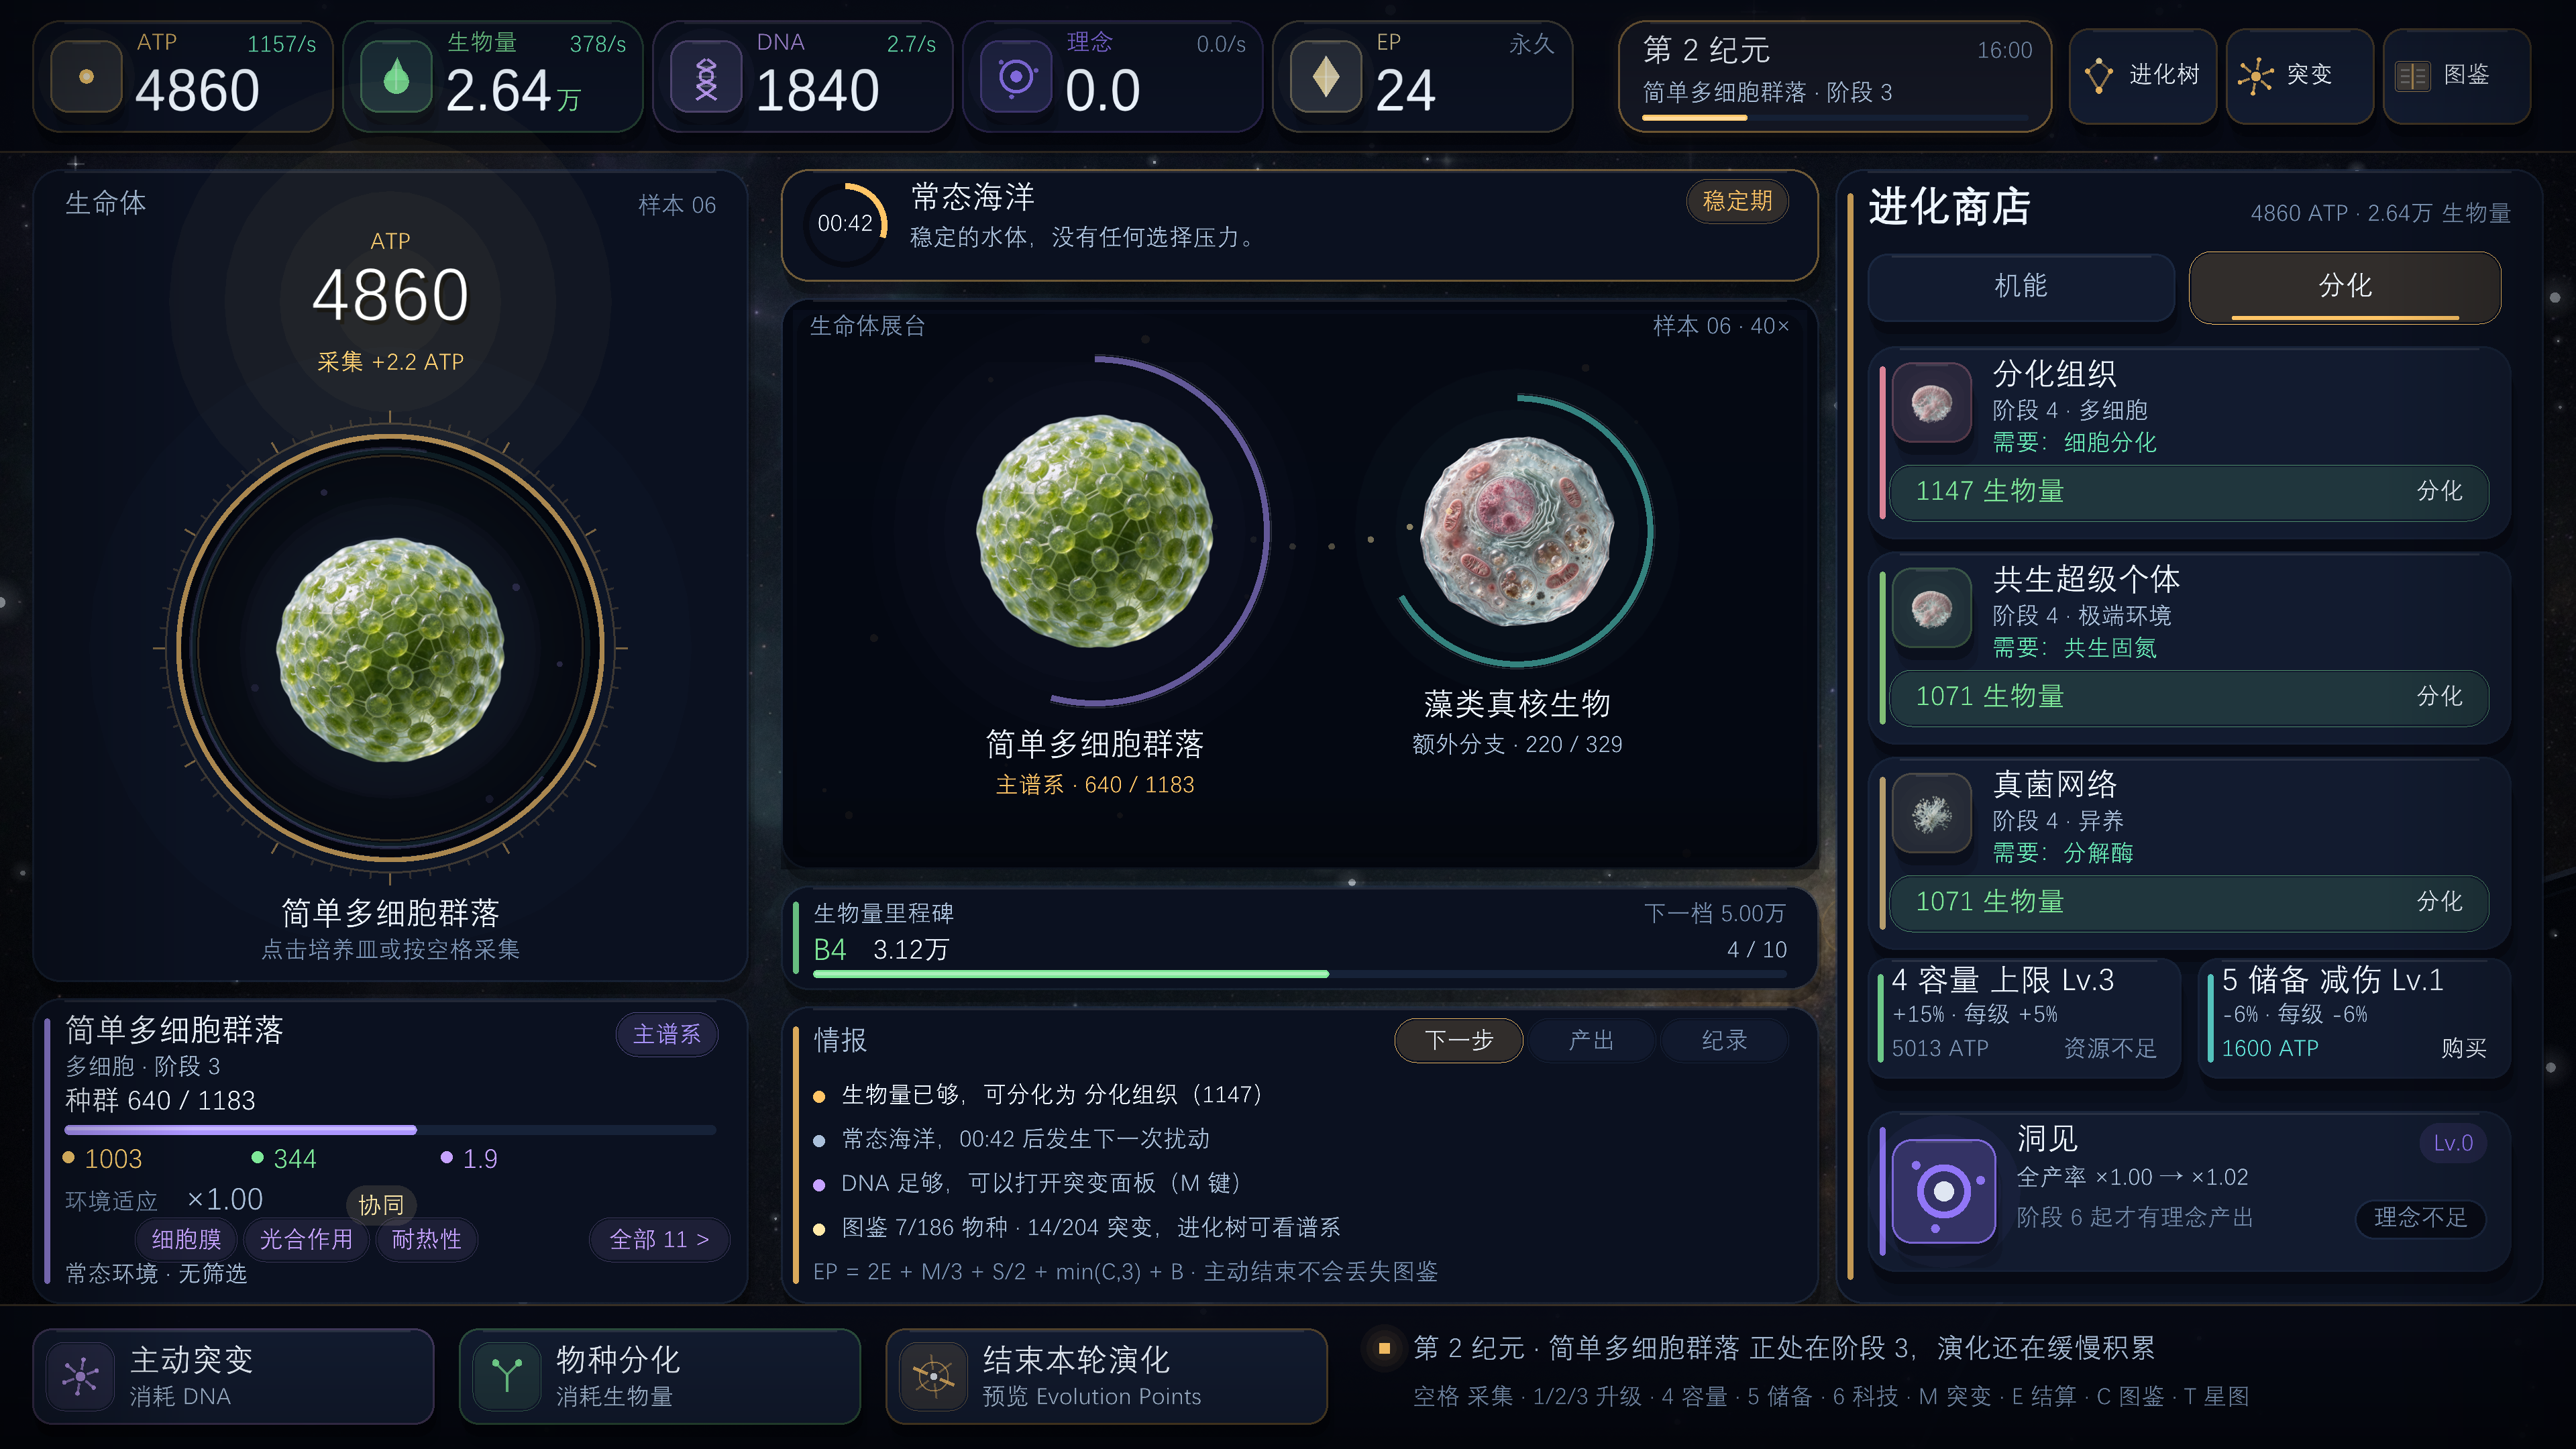 ATP 1157/s
4860
生物量 378/s
2.64万
DNA 2.7/s
1840
理念 0.0/s
0.0
EP 永久
24
第 2 纪元 16:00
简单多细胞群落 · 阶段 3
进化树
突变
图鉴
生命体 样本 06
ATP
4860
采集 +2.2 ATP
简单多细胞群落
点击培养皿或按空格采集
简单多细胞群落 主谱系
多细胞 · 阶段 3
种群 640 / 1183
1003 344 1.9
环境适应 ×1.00 协同
细胞膜 光合作用 耐热性 全部 11 >
常态环境 · 无筛选
00:42
常态海洋 稳定期
稳定的水体，没有任何选择压力。
生命体展台 样本 06 · 40×
简单多细胞群落
主谱系 · 640 / 1183
藻类真核生物
额外分支 · 220 / 329
生物量里程碑 下一档 5.00万
B4 3.12万 4 / 10
情报 下一步 产出 纪录
生物量已够，可分化为 分化组织（1147）
常态海洋，00:42 后发生下一次扰动
DNA 足够，可以打开突变面板（M 键）
图鉴 7/186 物种 · 14/204 突变，进化树可看谱系
EP = 2E + M/3 + S/2 + min(C,3) + B · 主动结束不会丢失图鉴
进化商店 4860 ATP · 2.64万 生物量
机能 分化
分化组织
阶段 4 · 多细胞
需要：细胞分化
1147 生物量 分化
共生超级个体
阶段 4 · 极端环境
需要：共生固氮
1071 生物量 分化
真菌网络
阶段 4 · 异养
需要：分解酶
1071 生物量 分化
4 容量 上限 Lv.3
+15% · 每级 +5%
5013 ATP 资源不足
5 储备 减伤 Lv.1
-6% · 每级 -6%
1600 ATP 购买
洞见 Lv.0
全产率 ×1.00 → ×1.02
阶段 6 起才有理念产出 理念不足
主动突变
消耗 DNA
物种分化
消耗生物量
结束本轮演化
预览 Evolution Points
第 2 纪元 · 简单多细胞群落 正处在阶段 3，演化还在缓慢积累
空格 采集 · 1/2/3 升级 · 4 容量 · 5 储备 · 6 科技 · M 突变 · E 结算 · C 图鉴 · T 星图